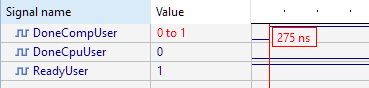 Signal name Value
DoneCompUser 0 to 1
275 ns
DoneCpuUser 0
ReadyUser 1